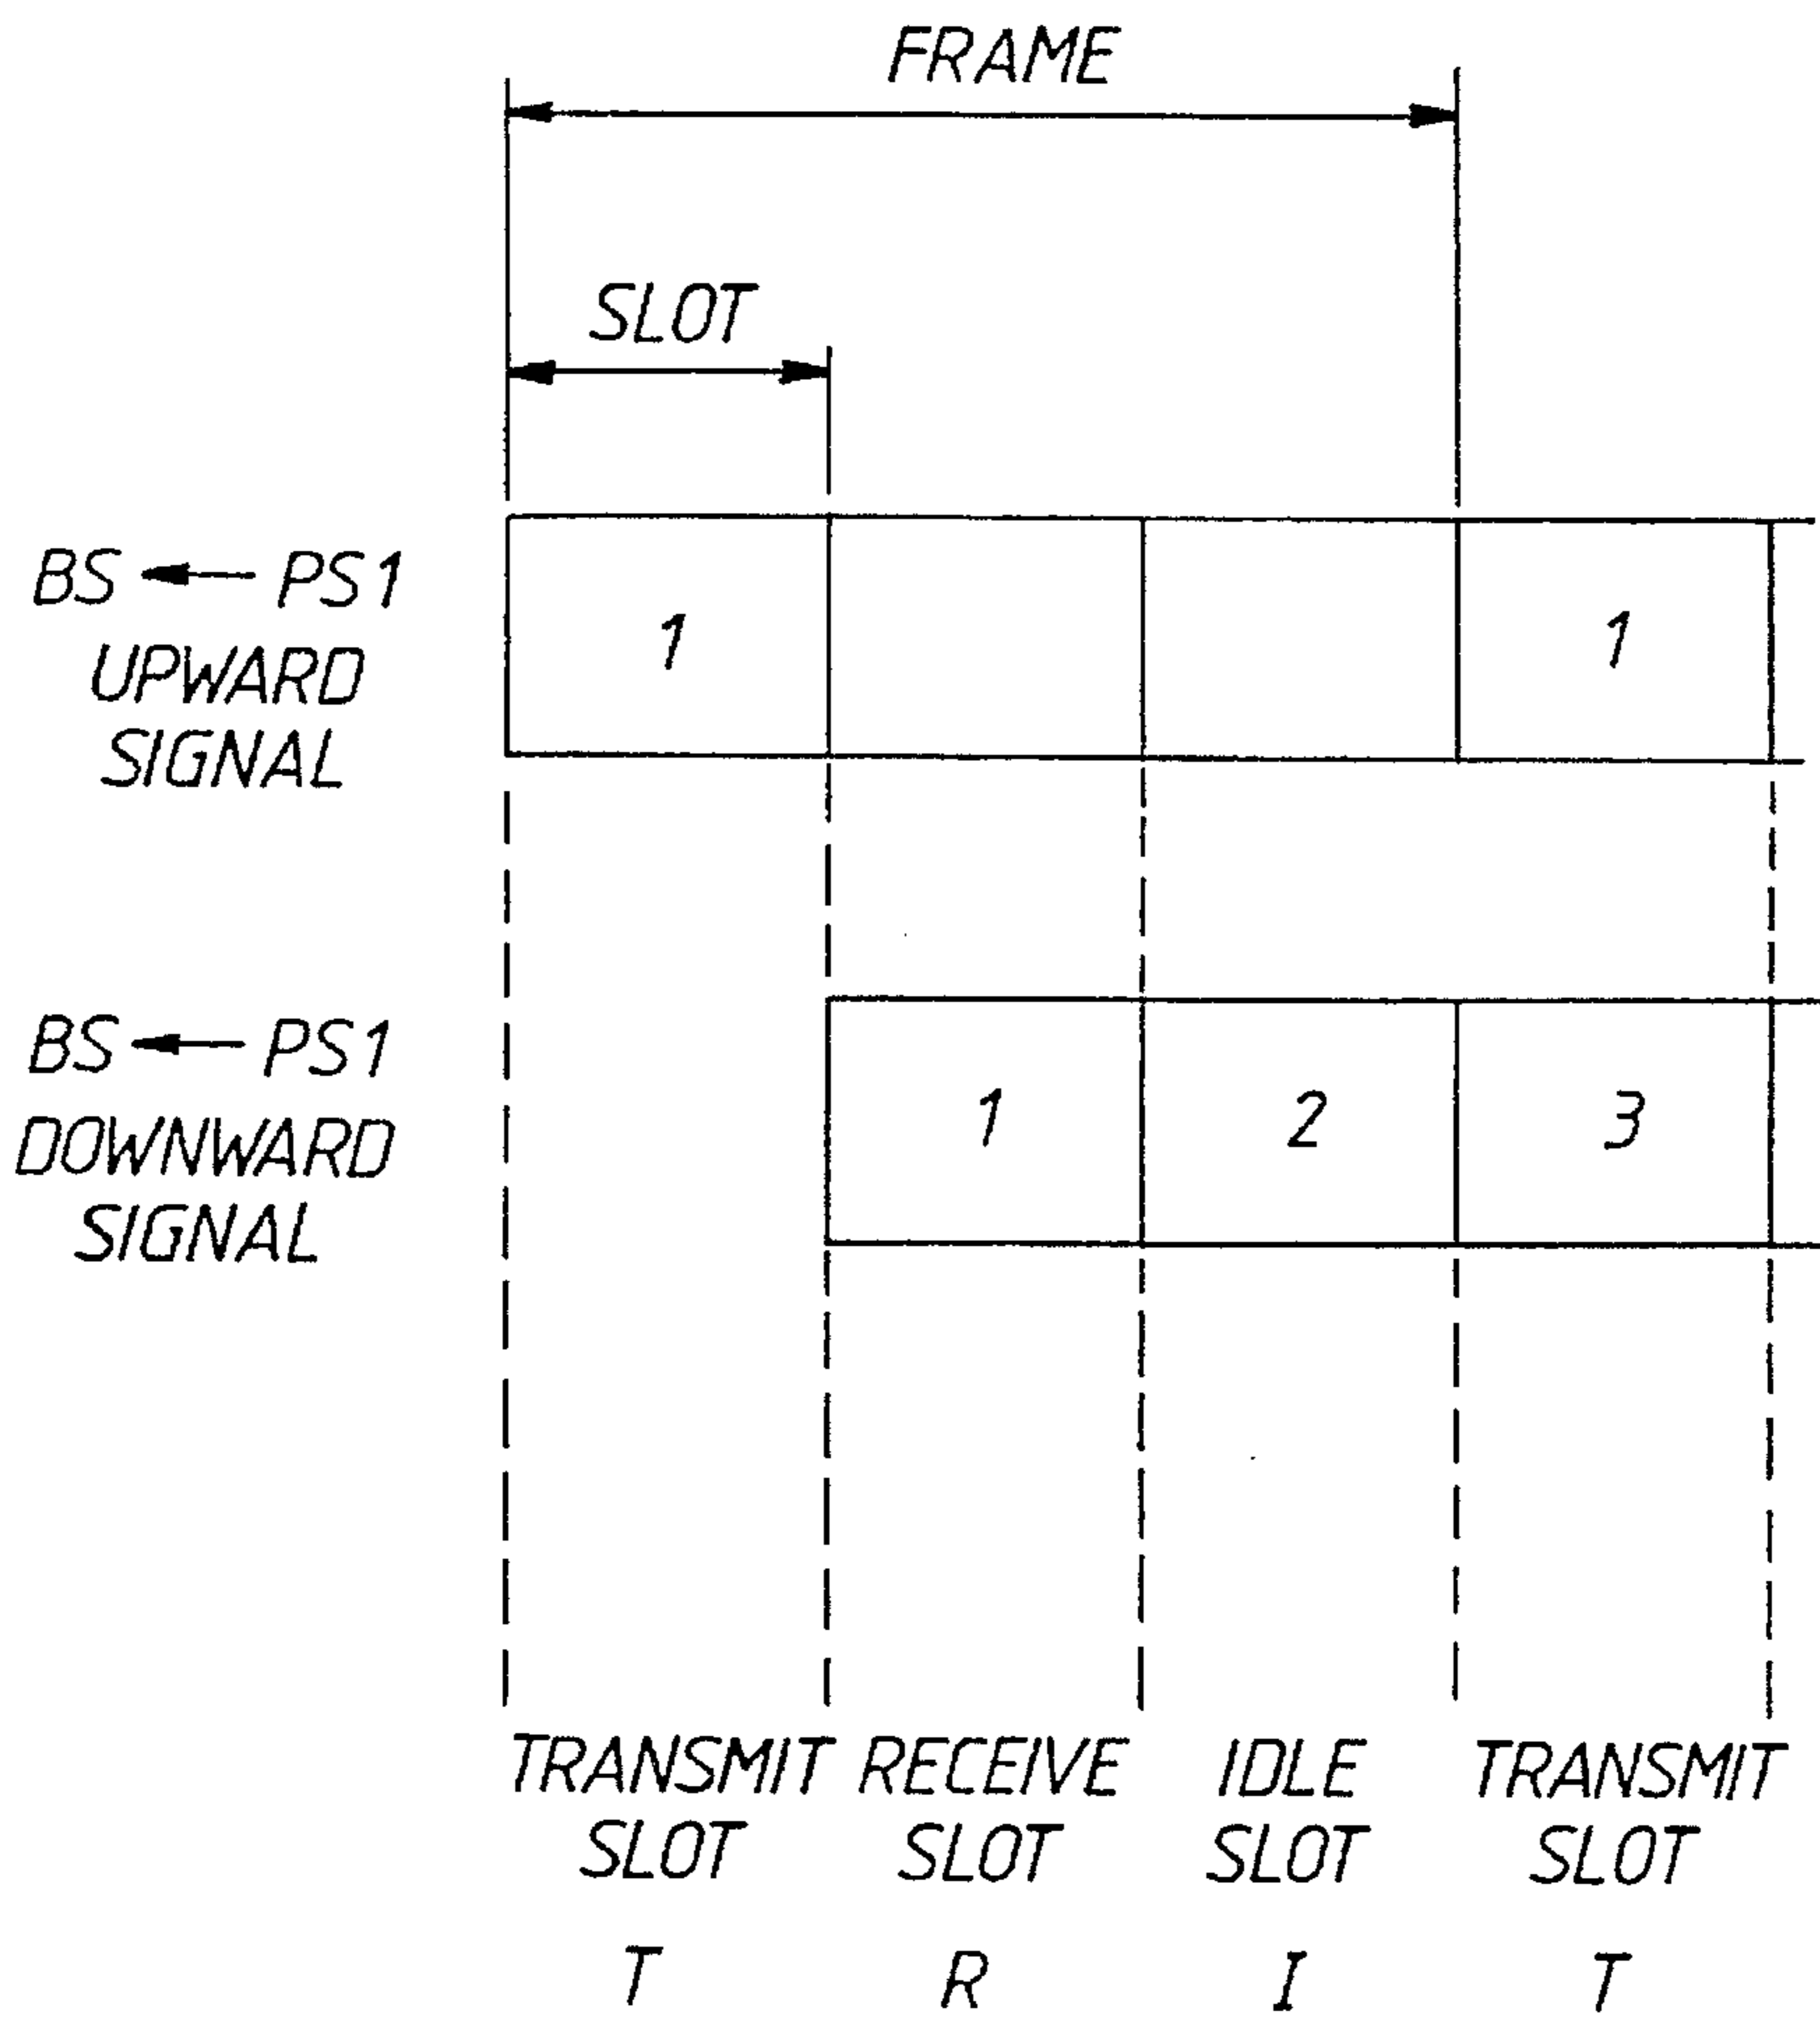 FRAME
SLOT
BS ← PS1
UPWARD
SIGNAL
1 1
BS ← PS1
DOWNWARD
SIGNAL
1 2 3
TRANSMIT RECEIVE IDLE TRANSMIT
SLOT SLOT SLOT SLOT
T R I T